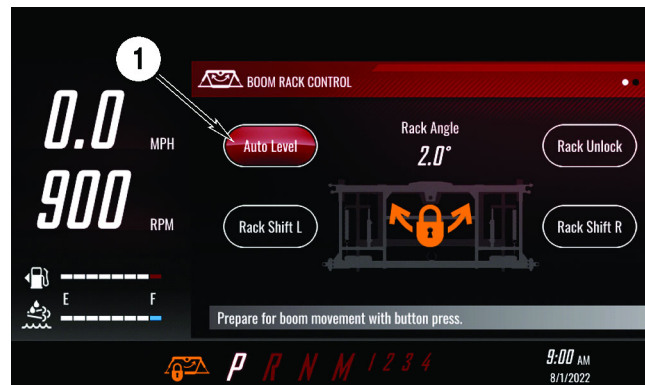 1
BOOM RACK CONTROL
0.0 MPH
Auto Level
Rack Angle
2.0°
Rack Unlock
900 RPM
Rack Shift L
Rack Shift R
E F
Prepare for boom movement with button press.
P R N M 1 2 3 4
9:00 AM
8/1/2022